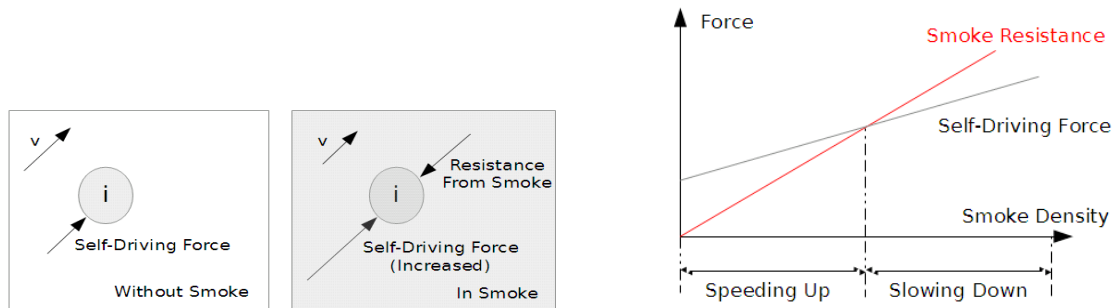 v
i
Self-Driving Force
Without Smoke
v
Resistance
From Smoke
i
Self-Driving Force
(Increased)
In Smoke
Force
Smoke Resistance
Self-Driving Force
Smoke Density
Speeding Up
Slowing Down